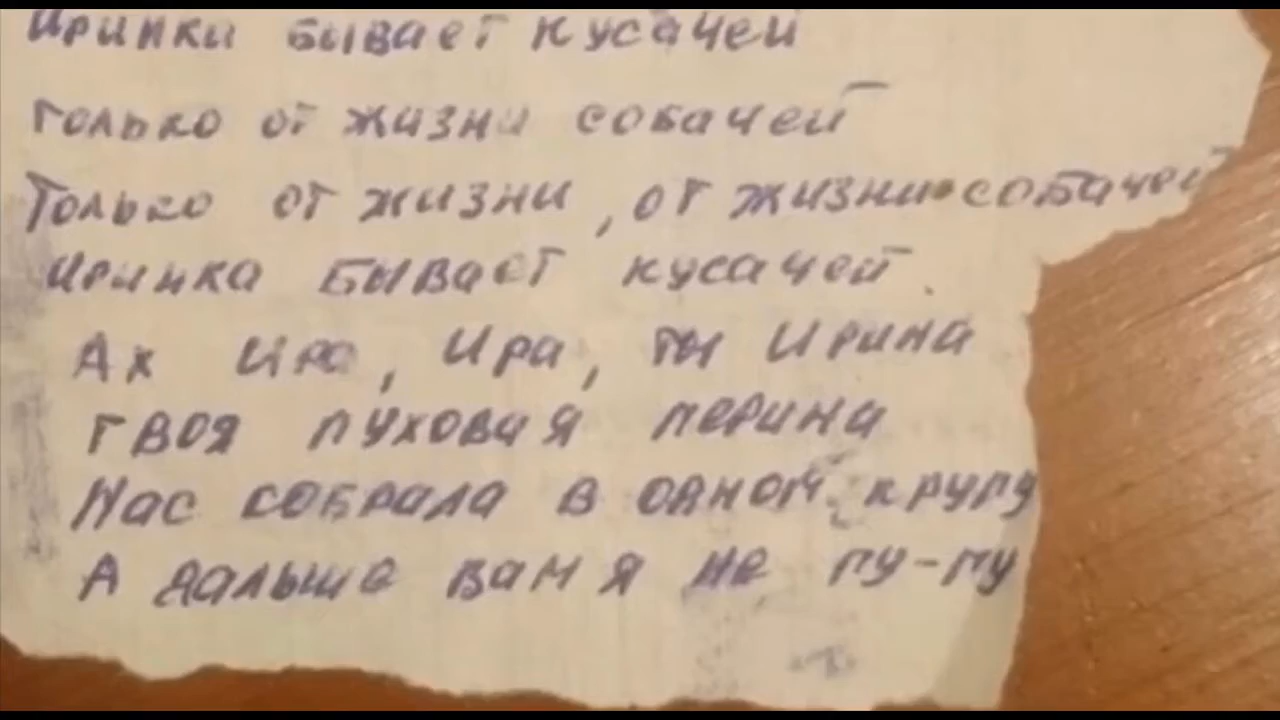 Иринка бывает кусачей
только от жизни собачей
Только от жизни, от жизни собачей
Иринка бывает кусачей.
Ах Ира, Ира, ты Ирина
твоя пуховая перина
Нас собрала в одном кругу
А дальше вам я не гу-гу